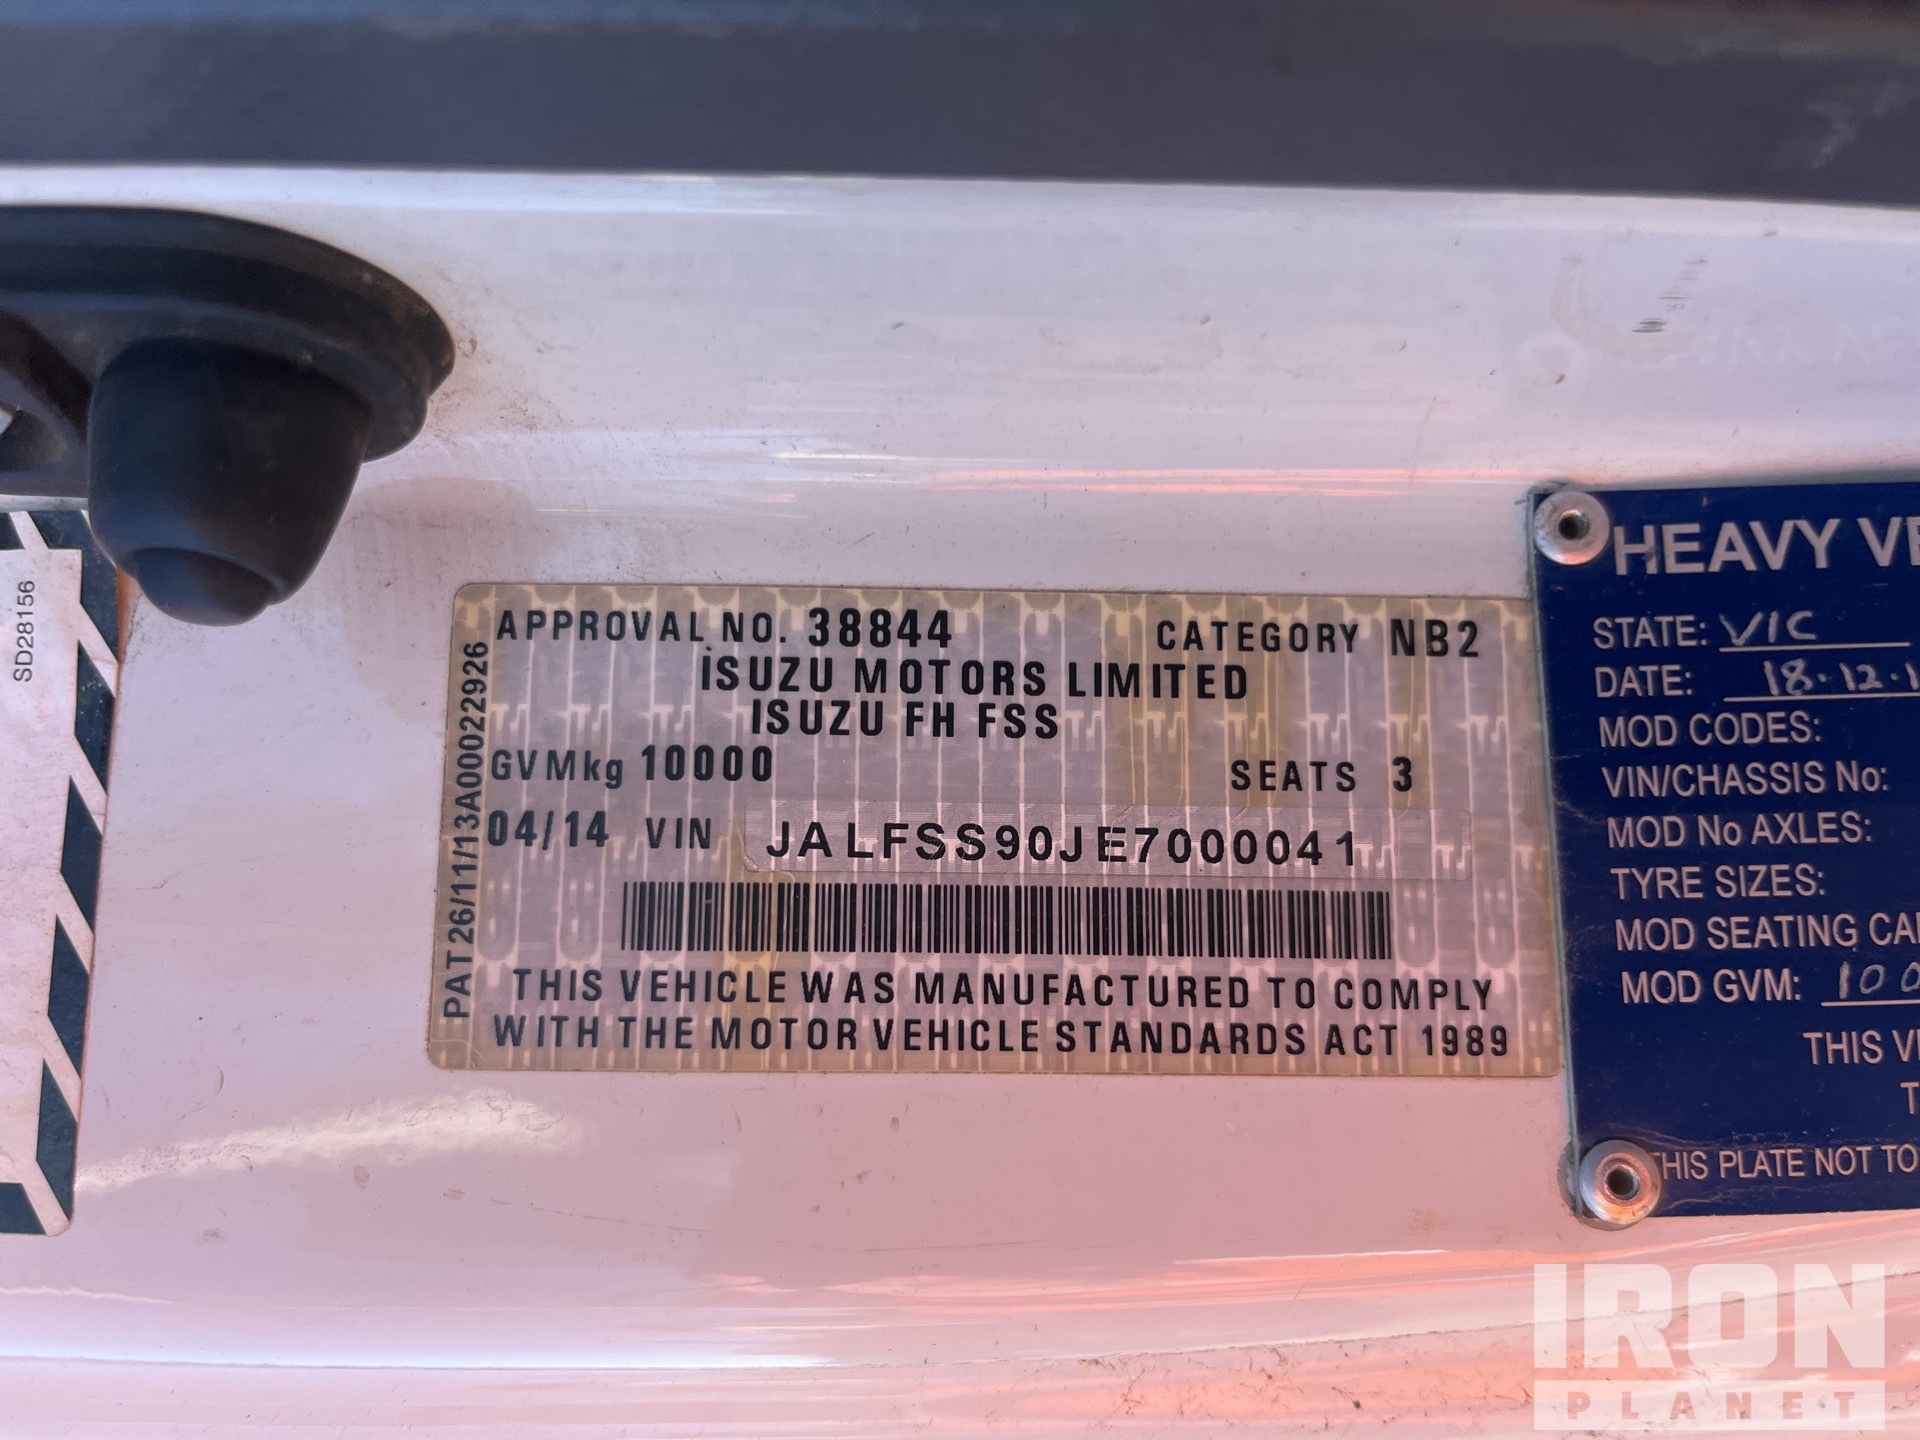 SD28156
PAT26/11/13A00022926
APPROVAL NO. 38844 CATEGORY NB2
ISUZU MOTORS LIMITED
ISUZU FH FSS
GVMkg 10000 SEATS 3
04/14 VIN JALFSS90JE7000041
THIS VEHICLE WAS MANUFACTURED TO COMPLY
WITH THE MOTOR VEHICLE STANDARDS ACT 1989
HEAVY VE
STATE: VIC
DATE: 18-12-1
MOD CODES:
VIN/CHASSIS No:
MOD No AXLES:
TYRE SIZES:
MOD SEATING CA
MOD GVM: 100
THIS V
T
THIS PLATE NOT TO
IRON
PLANET